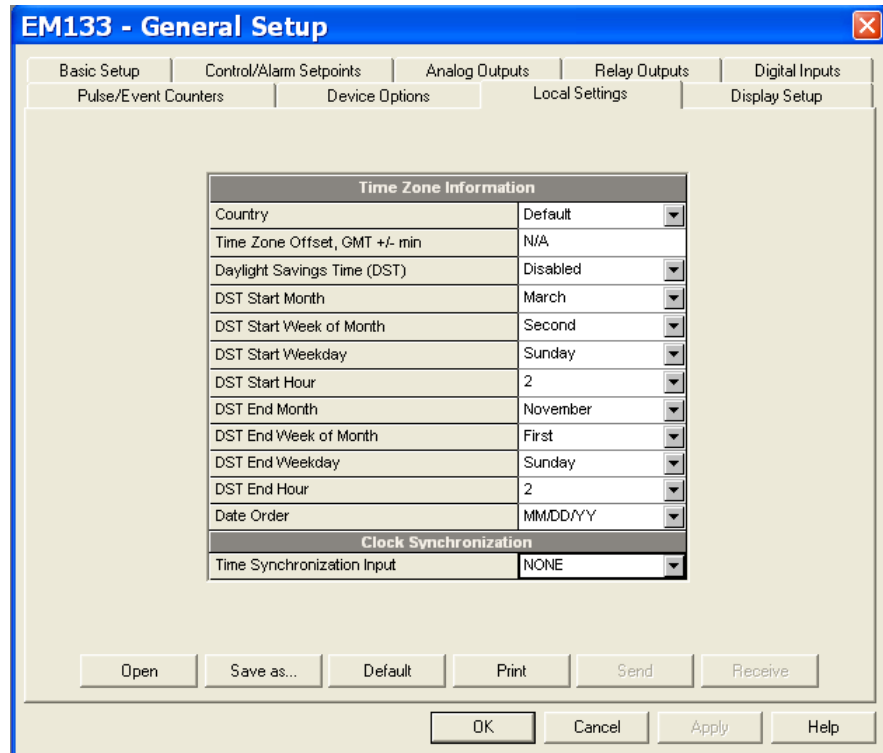 EM133 - General Setup
Basic Setup Control/Alarm Setpoints Analog Outputs Relay Outputs Digital Inputs
Pulse/Event Counters Device Options Local Settings Display Setup
Time Zone Information
Country Default
Time Zone Offset, GMT +/- min N/A
Daylight Savings Time (DST) Disabled
DST Start Month March
DST Start Week of Month Second
DST Start Weekday Sunday
DST Start Hour 2
DST End Month November
DST End Week of Month First
DST End Weekday Sunday
DST End Hour 2
Date Order MM/DD/YY
Clock Synchronization
Time Synchronization Input NONE
Open Save as... Default Print Send Receive
OK Cancel Apply Help